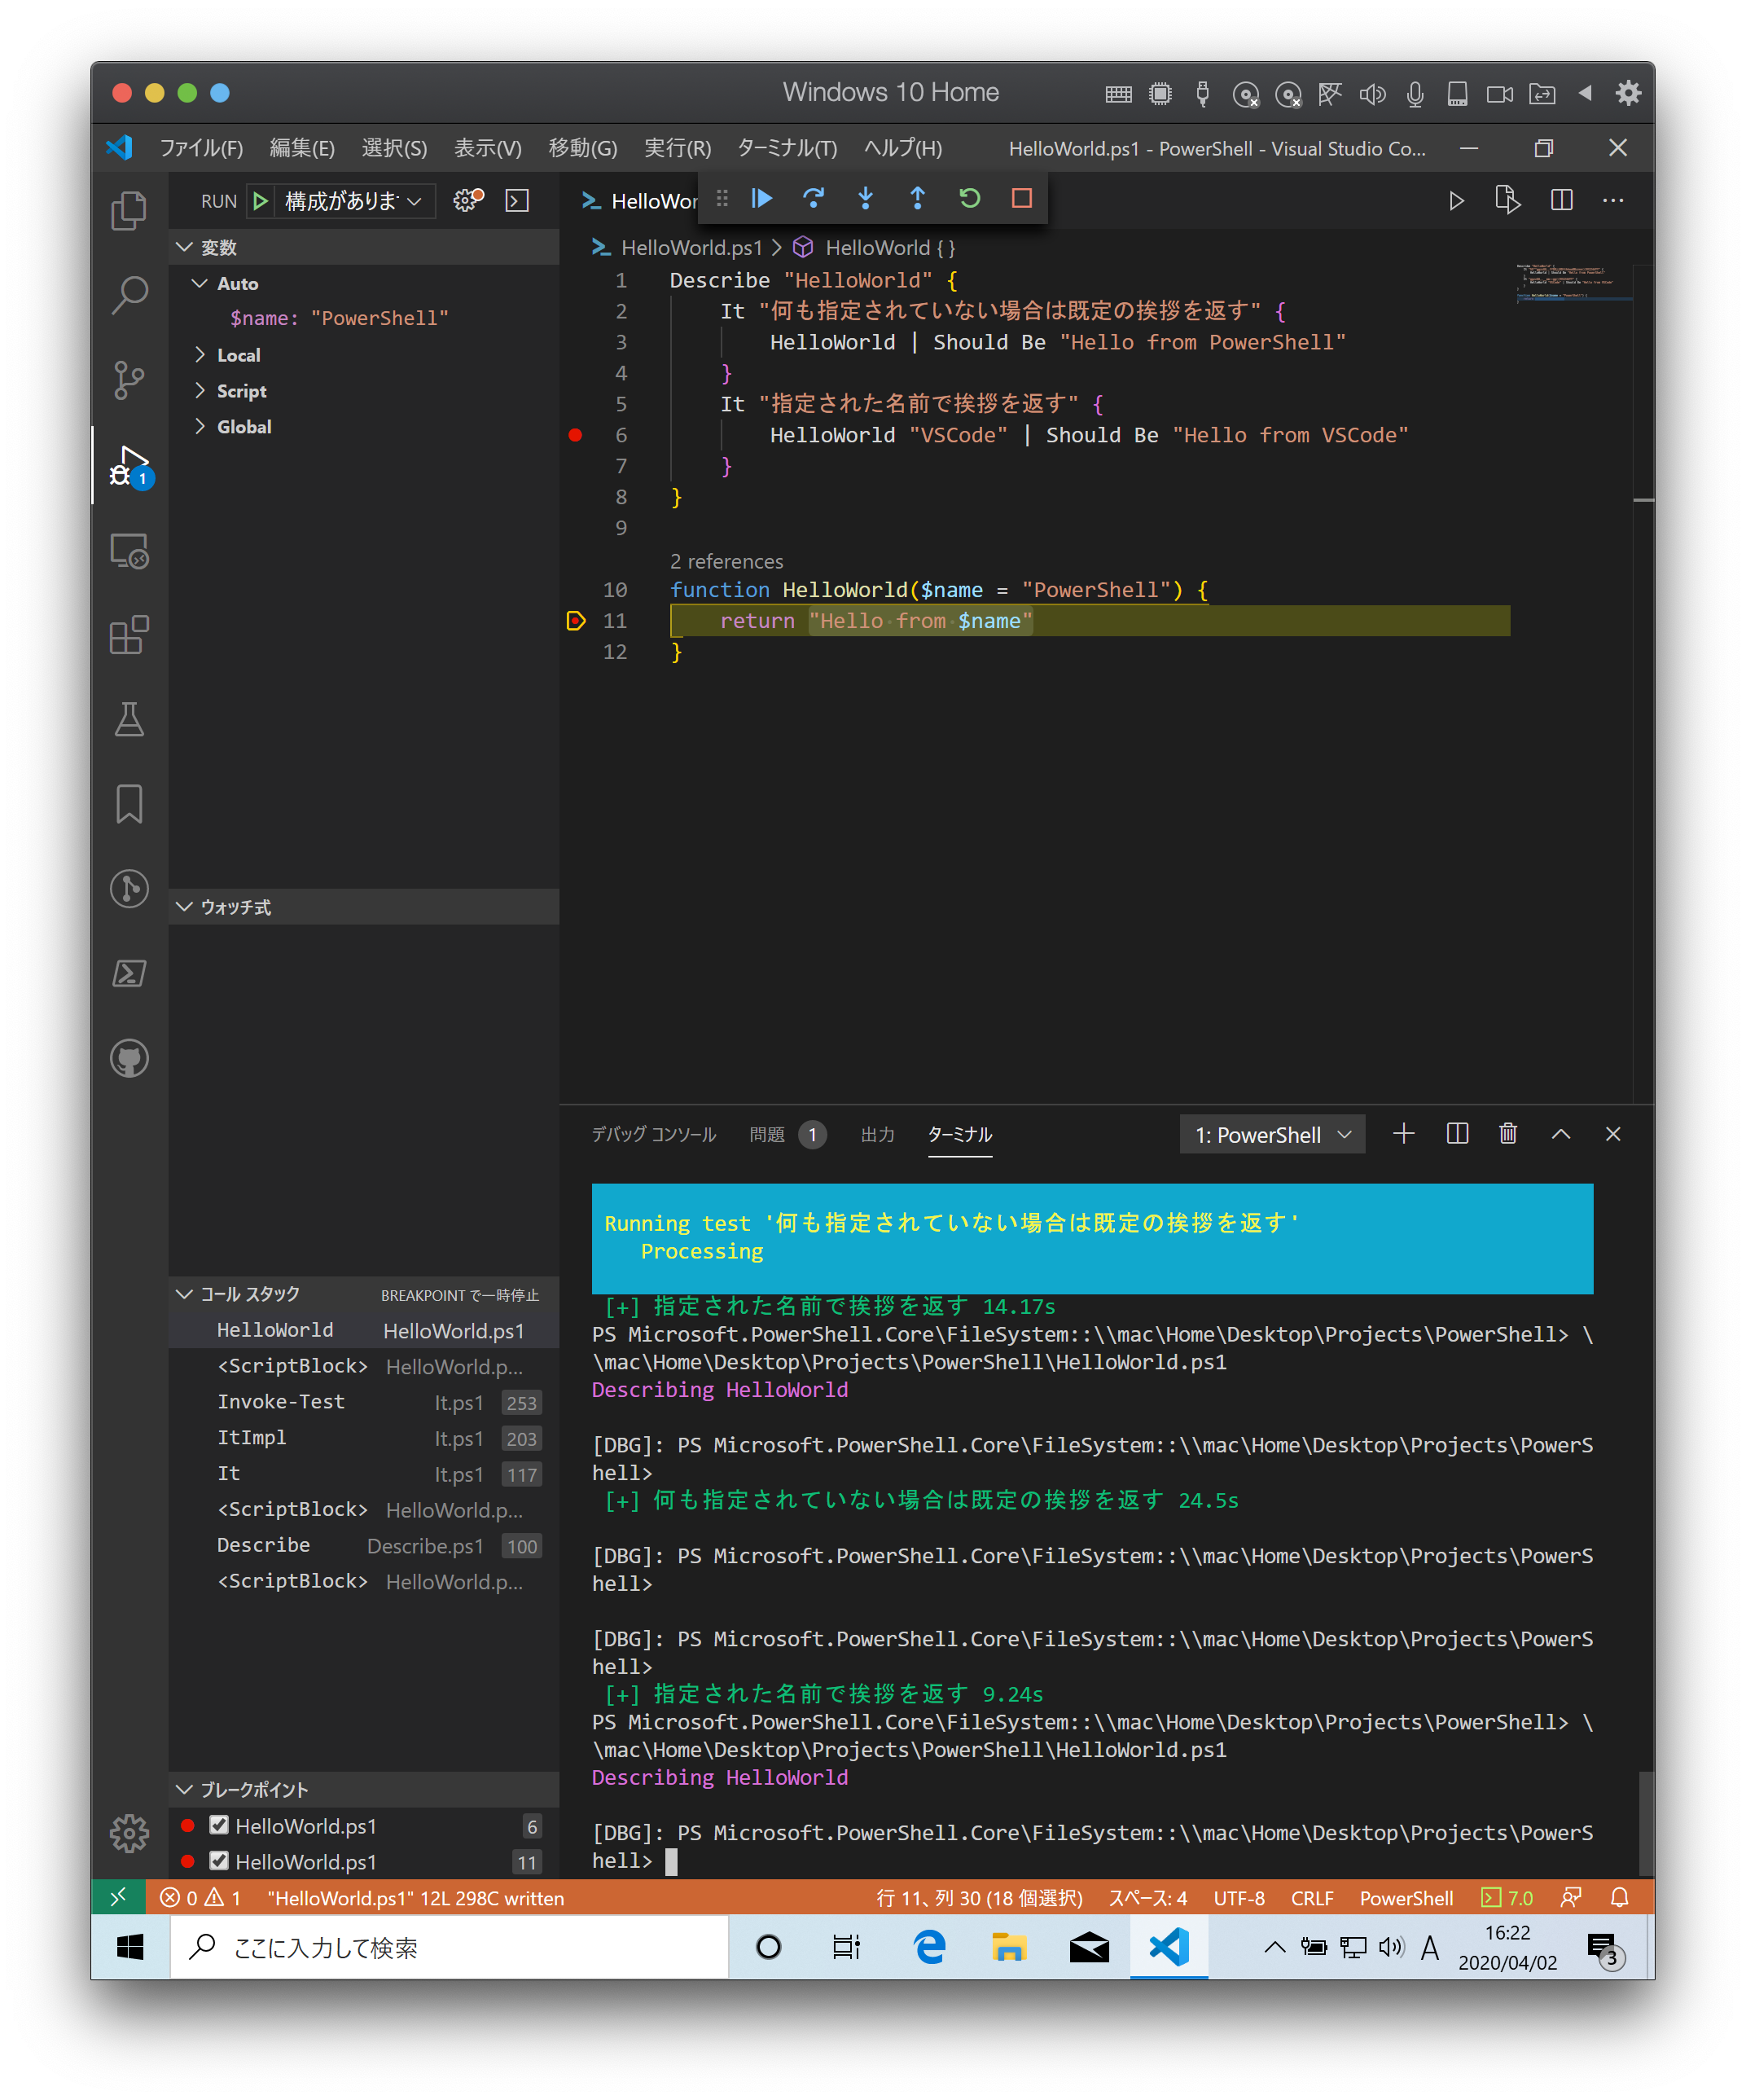 Windows 10 Home
ファイル(F) 編集(E) 選択(S) 表示(V) 移動(G) 実行(R) ターミナル(T) ヘルプ(H) HelloWorld.ps1 - PowerShell - Visual Studio Co...
RUN 構成がありま
HelloWor
変数
Auto
$name: "PowerShell"
Local
Script
Global
1
ウォッチ式
コール スタック BREAKPOINT で一時停止
HelloWorld HelloWorld.ps1
<ScriptBlock> HelloWorld.p...
Invoke-Test It.ps1 253
ItImpl It.ps1 203
It It.ps1 117
<ScriptBlock> HelloWorld.p...
Describe Describe.ps1 100
<ScriptBlock> HelloWorld.p...
ブレークポイント
HelloWorld.ps1 6
HelloWorld.ps1 11
HelloWorld.ps1 > HelloWorld { }
1 Describe "HelloWorld" {
2 It "何も指定されていない場合は既定の挨拶を返す" {
3 HelloWorld | Should Be "Hello from PowerShell"
4 }
5 It "指定された名前で挨拶を返す" {
6 HelloWorld "VSCode" | Should Be "Hello from VSCode"
7 }
8 }
9
2 references
10 function HelloWorld($name = "PowerShell") {
11 return "Hello from $name"
12 }
デバッグ コンソール 問題 1 出力 ターミナル 1: PowerShell
Running test '何も指定されていない場合は既定の挨拶を返す'
Processing
[+] 指定された名前で挨拶を返す 14.17s
PS Microsoft.PowerShell.Core\FileSystem::\\mac\Home\Desktop\Projects\PowerShell> \
\mac\Home\Desktop\Projects\PowerShell\HelloWorld.ps1
Describing HelloWorld
[DBG]: PS Microsoft.PowerShell.Core\FileSystem::\\mac\Home\Desktop\Projects\PowerS
hell>
[+] 何も指定されていない場合は既定の挨拶を返す 24.5s
[DBG]: PS Microsoft.PowerShell.Core\FileSystem::\\mac\Home\Desktop\Projects\PowerS
hell>
[DBG]: PS Microsoft.PowerShell.Core\FileSystem::\\mac\Home\Desktop\Projects\PowerS
hell>
[+] 指定された名前で挨拶を返す 9.24s
PS Microsoft.PowerShell.Core\FileSystem::\\mac\Home\Desktop\Projects\PowerShell> \
\mac\Home\Desktop\Projects\PowerShell\HelloWorld.ps1
Describing HelloWorld
[DBG]: PS Microsoft.PowerShell.Core\FileSystem::\\mac\Home\Desktop\Projects\PowerS
hell>
0 1 "HelloWorld.ps1" 12L 298C written 行 11、列 30 (18 個選択) スペース: 4 UTF-8 CRLF PowerShell 7.0
ここに入力して検索
A
16:22
2020/04/02
3